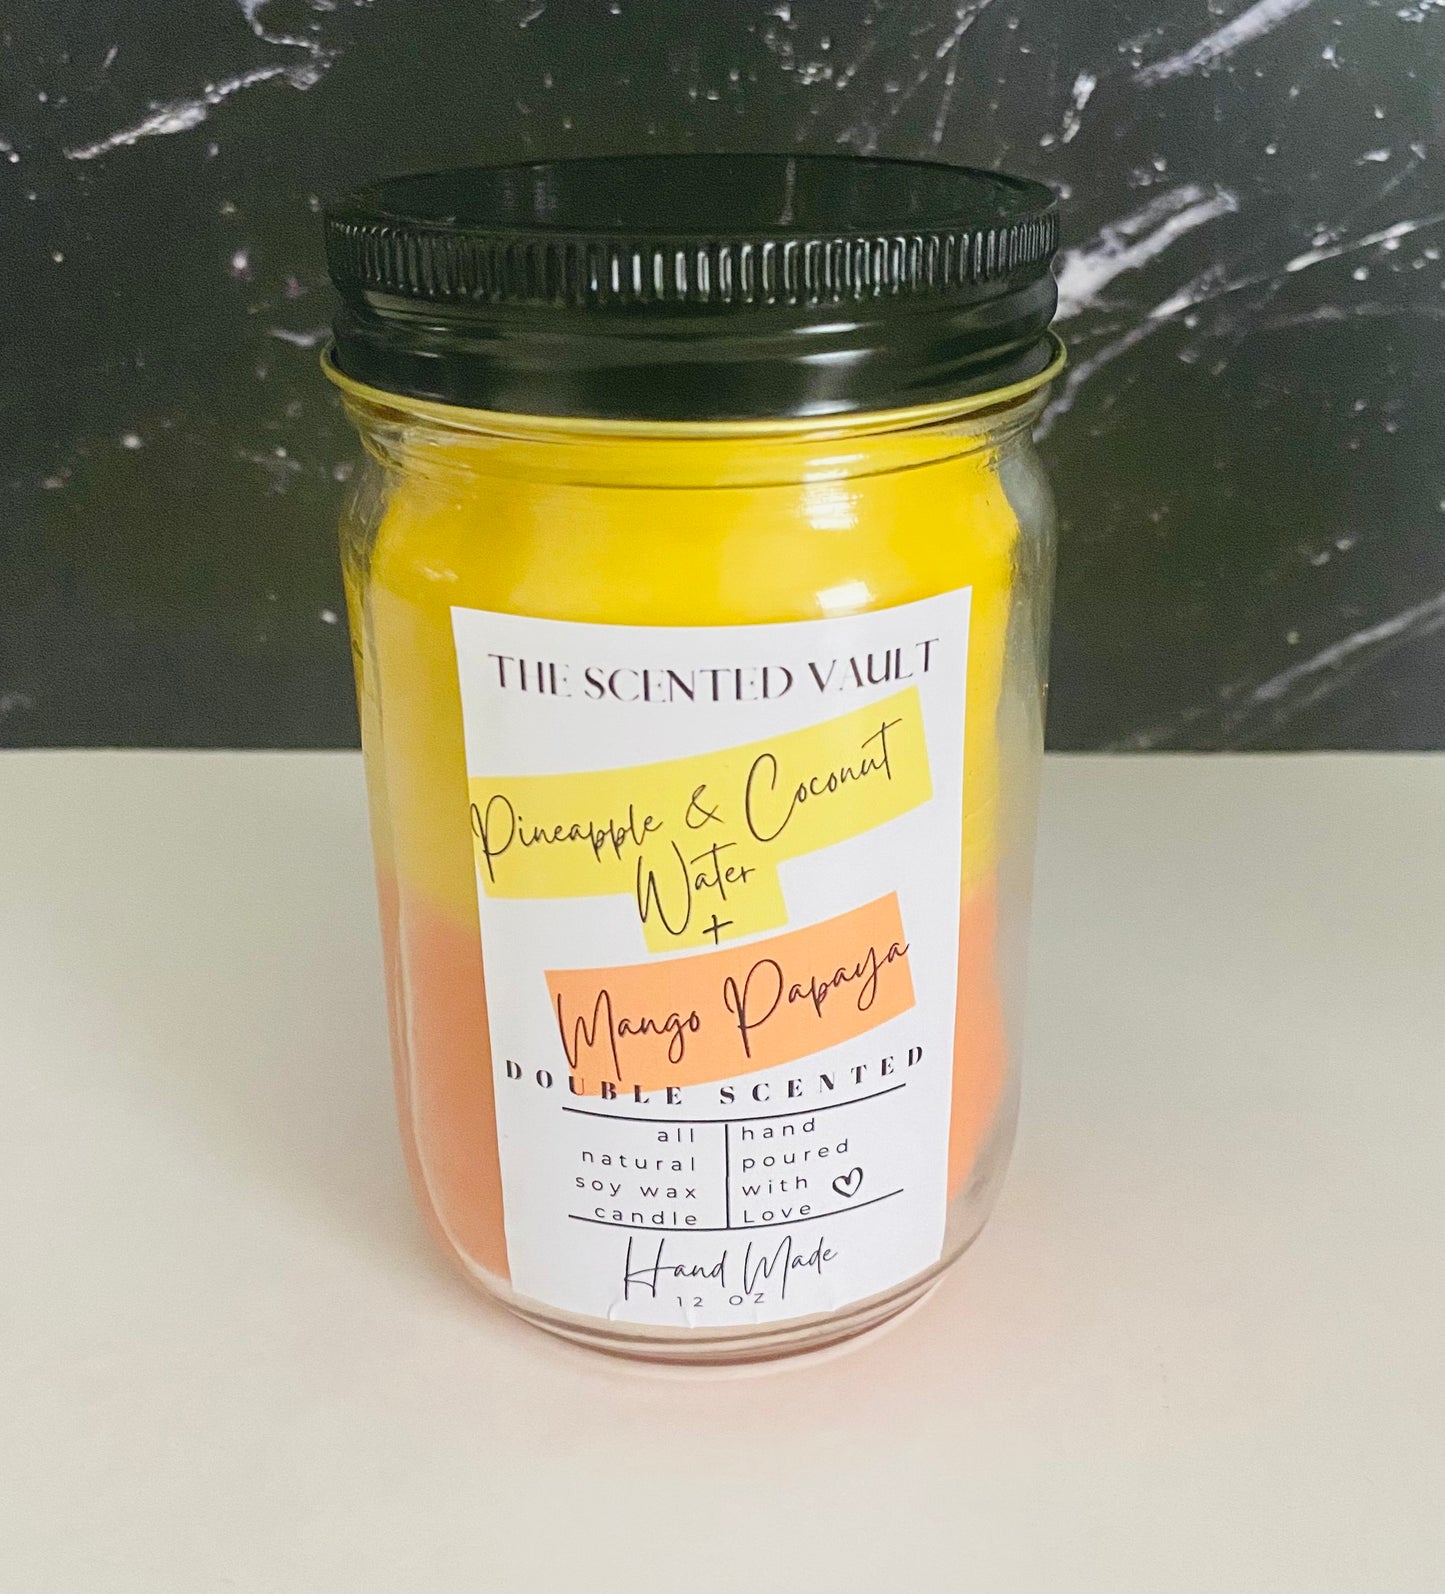 THE SCENTED VAULT
Pineapple & Coconut
Water
+
Mango Papaya
DOUBLE SCENTED
all
natural
soy wax
candle
hand
poured
with
Love
Hand Made
12 OZ